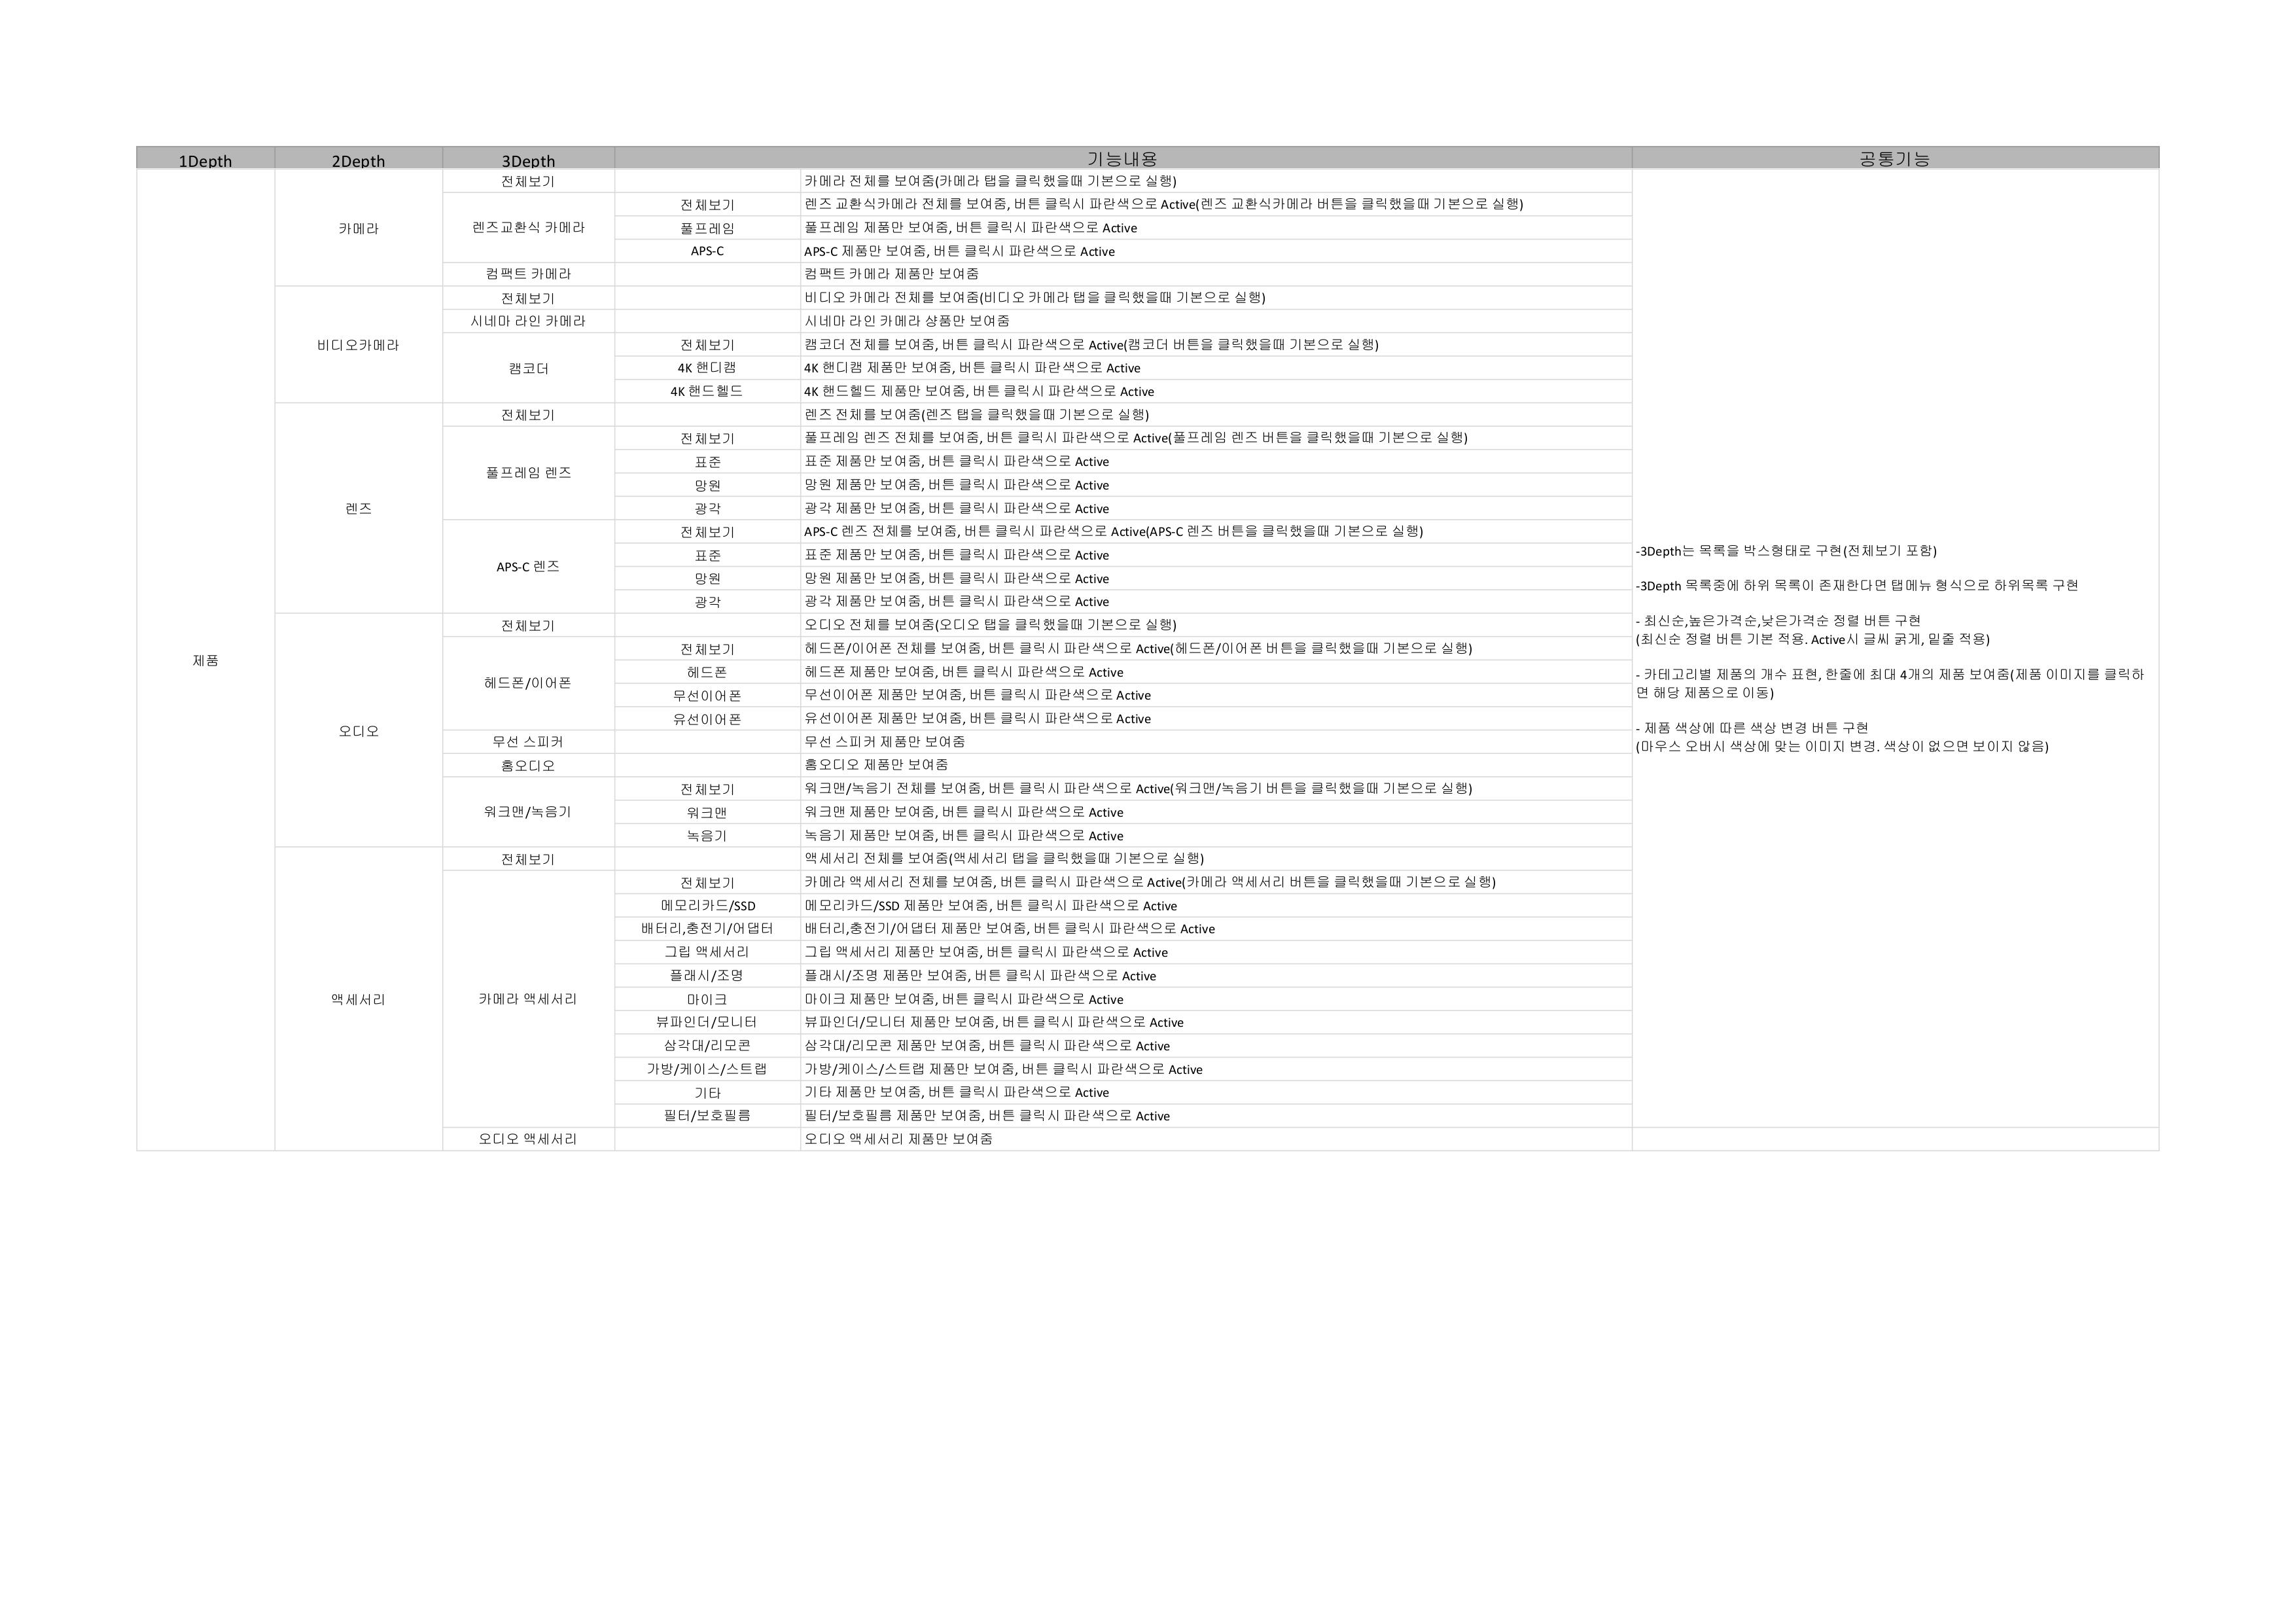 1Depth 2Depth 3Depth 기능내용 공통기능
제품
카메라
전체보기 카메라 전체를 보여줌(카메라 탭을 클릭했을때 기본으로 실행)
렌즈교환식 카메라
전체보기 렌즈 교환식카메라 전체를 보여줌, 버튼 클릭시 파란색으로 Active(렌즈 교환식카메라 버튼을 클릭했을때 기본으로 실행)
풀프레임 풀프레임 제품만 보여줌, 버튼 클릭시 파란색으로 Active
APS-C APS-C 제품만 보여줌, 버튼 클릭시 파란색으로 Active
컴팩트 카메라 컴팩트 카메라 제품만 보여줌
비디오카메라
전체보기 비디오 카메라 전체를 보여줌(비디오 카메라 탭을 클릭했을때 기본으로 실행)
시네마 라인 카메라 시네마 라인 카메라 상품만 보여줌
캠코더
전체보기 캠코더 전체를 보여줌, 버튼 클릭시 파란색으로 Active(캠코더 버튼을 클릭했을때 기본으로 실행)
4K 핸디캠 4K 핸디캠 제품만 보여줌, 버튼 클릭시 파란색으로 Active
4K 핸드헬드 4K 핸드헬드 제품만 보여줌, 버튼 클릭시 파란색으로 Active
렌즈
전체보기 렌즈 전체를 보여줌(렌즈 탭을 클릭했을때 기본으로 실행)
풀프레임 렌즈
전체보기 풀프레임 렌즈 전체를 보여줌, 버튼 클릭시 파란색으로 Active(풀프레임 렌즈 버튼을 클릭했을때 기본으로 실행)
표준 표준 제품만 보여줌, 버튼 클릭시 파란색으로 Active
망원 망원 제품만 보여줌, 버튼 클릭시 파란색으로 Active
광각 광각 제품만 보여줌, 버튼 클릭시 파란색으로 Active
APS-C 렌즈
전체보기 APS-C 렌즈 전체를 보여줌, 버튼 클릭시 파란색으로 Active(APS-C 렌즈 버튼을 클릭했을때 기본으로 실행)
표준 표준 제품만 보여줌, 버튼 클릭시 파란색으로 Active
망원 망원 제품만 보여줌, 버튼 클릭시 파란색으로 Active
광각 광각 제품만 보여줌, 버튼 클릭시 파란색으로 Active
오디오
전체보기 오디오 전체를 보여줌(오디오 탭을 클릭했을때 기본으로 실행)
헤드폰/이어폰
전체보기 헤드폰/이어폰 전체를 보여줌, 버튼 클릭시 파란색으로 Active(헤드폰/이어폰 버튼을 클릭했을때 기본으로 실행)
헤드폰 헤드폰 제품만 보여줌, 버튼 클릭시 파란색으로 Active
무선이어폰 무선이어폰 제품만 보여줌, 버튼 클릭시 파란색으로 Active
유선이어폰 유선이어폰 제품만 보여줌, 버튼 클릭시 파란색으로 Active
무선 스피커 무선 스피커 제품만 보여줌
홈오디오 홈오디오 제품만 보여줌
워크맨/녹음기
전체보기 워크맨/녹음기 전체를 보여줌, 버튼 클릭시 파란색으로 Active(워크맨/녹음기 버튼을 클릭했을때 기본으로 실행)
워크맨 워크맨 제품만 보여줌, 버튼 클릭시 파란색으로 Active
녹음기 녹음기 제품만 보여줌, 버튼 클릭시 파란색으로 Active
액세서리
전체보기 액세서리 전체를 보여줌(액세서리 탭을 클릭했을때 기본으로 실행)
카메라 액세서리
전체보기 카메라 액세서리 전체를 보여줌, 버튼 클릭시 파란색으로 Active(카메라 액세서리 버튼을 클릭했을때 기본으로 실행)
메모리카드/SSD 메모리카드/SSD 제품만 보여줌, 버튼 클릭시 파란색으로 Active
배터리,충전기/어댑터 배터리,충전기/어댑터 제품만 보여줌, 버튼 클릭시 파란색으로 Active
그립 액세서리 그립 액세서리 제품만 보여줌, 버튼 클릭시 파란색으로 Active
플래시/조명 플래시/조명 제품만 보여줌, 버튼 클릭시 파란색으로 Active
마이크 마이크 제품만 보여줌, 버튼 클릭시 파란색으로 Active
뷰파인더/모니터 뷰파인더/모니터 제품만 보여줌, 버튼 클릭시 파란색으로 Active
삼각대/리모콘 삼각대/리모콘 제품만 보여줌, 버튼 클릭시 파란색으로 Active
가방/케이스/스트랩 가방/케이스/스트랩 제품만 보여줌, 버튼 클릭시 파란색으로 Active
기타 기타 제품만 보여줌, 버튼 클릭시 파란색으로 Active
필터/보호필름 필터/보호필름 제품만 보여줌, 버튼 클릭시 파란색으로 Active
오디오 액세서리 오디오 액세서리 제품만 보여줌
-3Depth는 목록을 박스형태로 구현(전체보기 포함)
-3Depth 목록중에 하위 목록이 존재한다면 탭메뉴 형식으로 하위목록 구현
- 최신순,높은가격순,낮은가격순 정렬 버튼 구현
(최신순 정렬 버튼 기본 적용. Active시 글씨 굵게, 밑줄 적용)
- 카테고리별 제품의 개수 표현, 한줄에 최대 4개의 제품 보여줌(제품 이미지를 클릭하
면 해당 제품으로 이동)
- 제품 색상에 따른 색상 변경 버튼 구현
(마우스 오버시 색상에 맞는 이미지 변경. 색상이 없으면 보이지 않음)